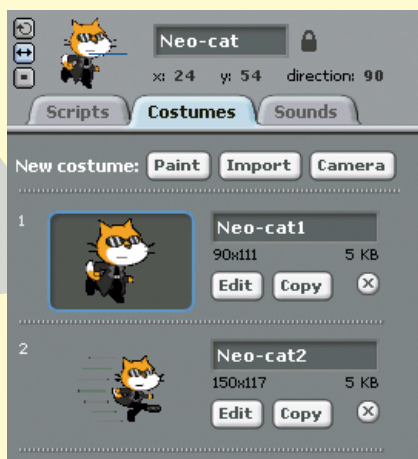 Neo-cat
x: 24 y: 54 direction: 90
Scripts Costumes Sounds
New costume: Paint Import Camera
1
Neo-cat1
90x111 5 KB
Edit Copy
2
Neo-cat2
150x117 5 KB
Edit Copy